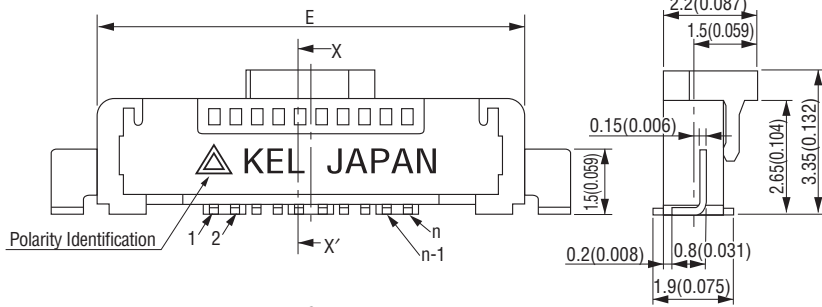 E
X
2.2(0.087)
1.5(0.059)
0.15(0.006)
2.65(0.104)
3.35(0.132)
KEL JAPAN
1.5(0.059)
Polarity Identification
1 2
X′
n
n-1
0.2(0.008)
0.8(0.031)
1.9(0.075)